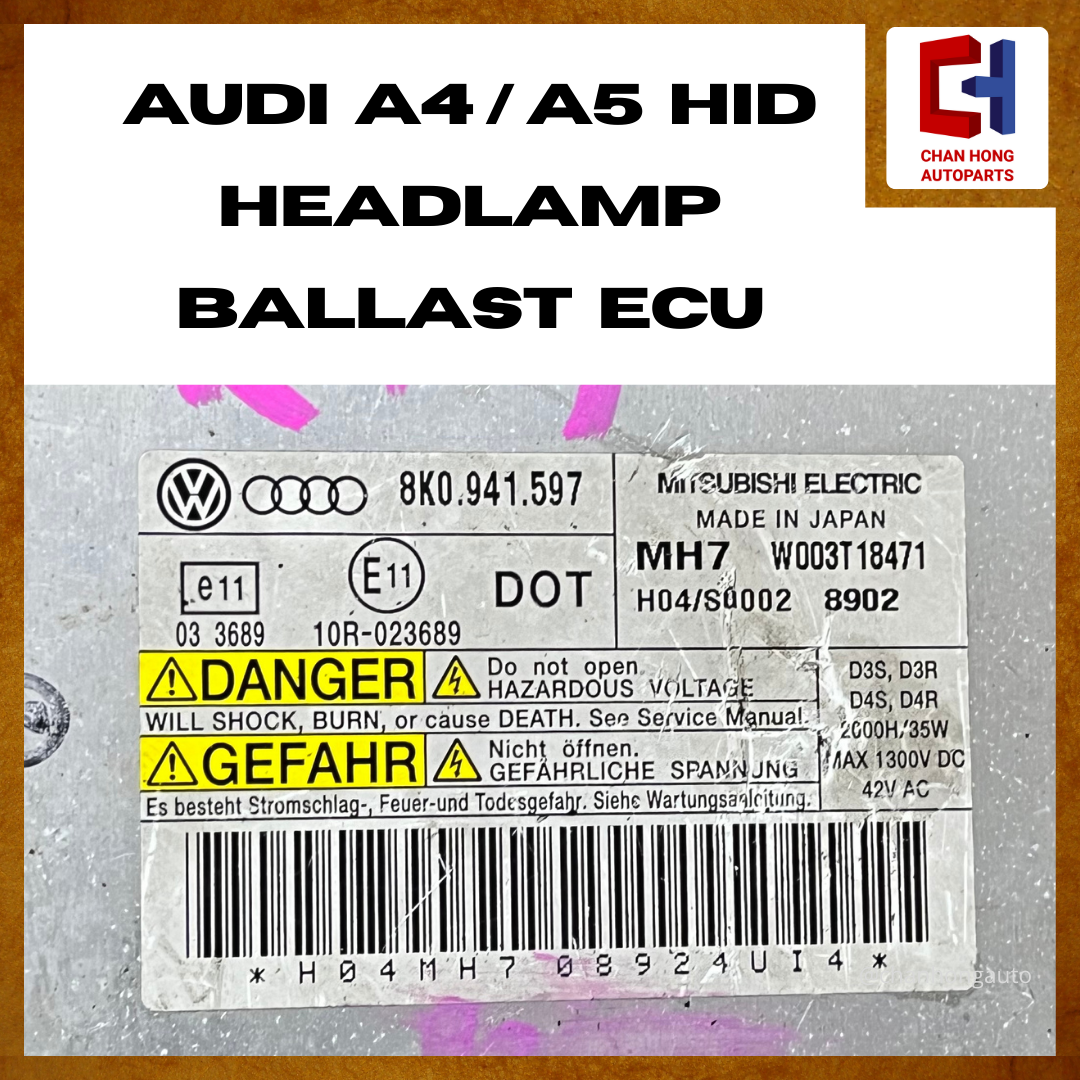 AUDI A4 / A5 HID
HEADLAMP
BALLAST ECU
CHAN HONG
AUTOPARTS
8K0.941.597
MITSUBISHI ELECTRIC
MADE IN JAPAN
MH7 W003T18471
H04/S0002 8902
e11
E11
DOT
03 3689 10R-023689
DANGER
Do not open
HAZARDOUS VOLTAGE
WILL SHOCK, BURN, or cause DEATH. See Service Manual.
GEFAHR
Nicht öffnen.
GEFÄHRLICHE SPANNUNG
Es besteht Stromschlag-, Feuer-und Todesgefahr. Siehe Wartungsanleitung.
D3S, D3R
D4S, D4R
2600H/35W
MAX 1300V DC
42V AC
* H04MH7 08924UI4 *